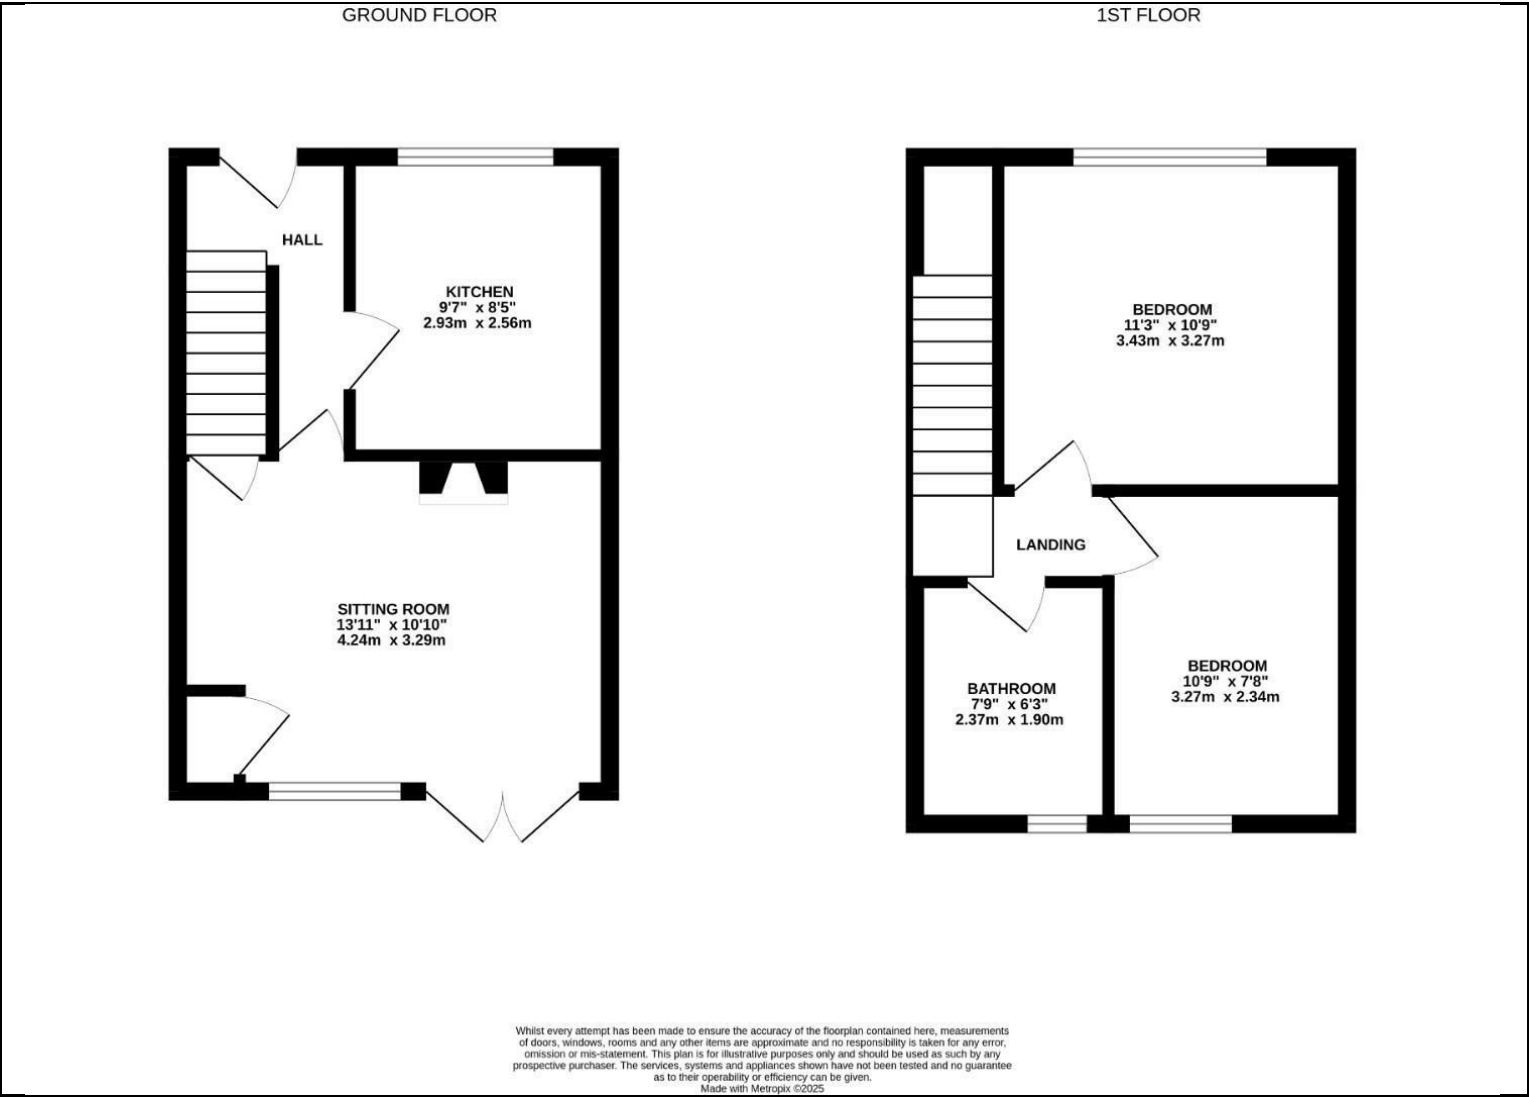 GROUND FLOOR
1ST FLOOR
HALL
KITCHEN
9'7" x 8'5"
2.93m x 2.56m
SITTING ROOM
13'11" x 10'10"
4.24m x 3.29m
BEDROOM
11'3" x 10'9"
3.43m x 3.27m
LANDING
BATHROOM
7'9" x 6'3"
2.37m x 1.90m
BEDROOM
10'9" x 7'8"
3.27m x 2.34m
Whilst every attempt has been made to ensure the accuracy of the floorplan contained here, measurements
of doors, windows, rooms and any other items are approximate and no responsibility is taken for any error,
omission or mis-statement. This plan is for illustrative purposes only and should be used as such by any
prospective purchaser. The services, systems and appliances shown have not been tested and no guarantee
as to their operability or efficiency can be given.
Made with Metropix ©2025